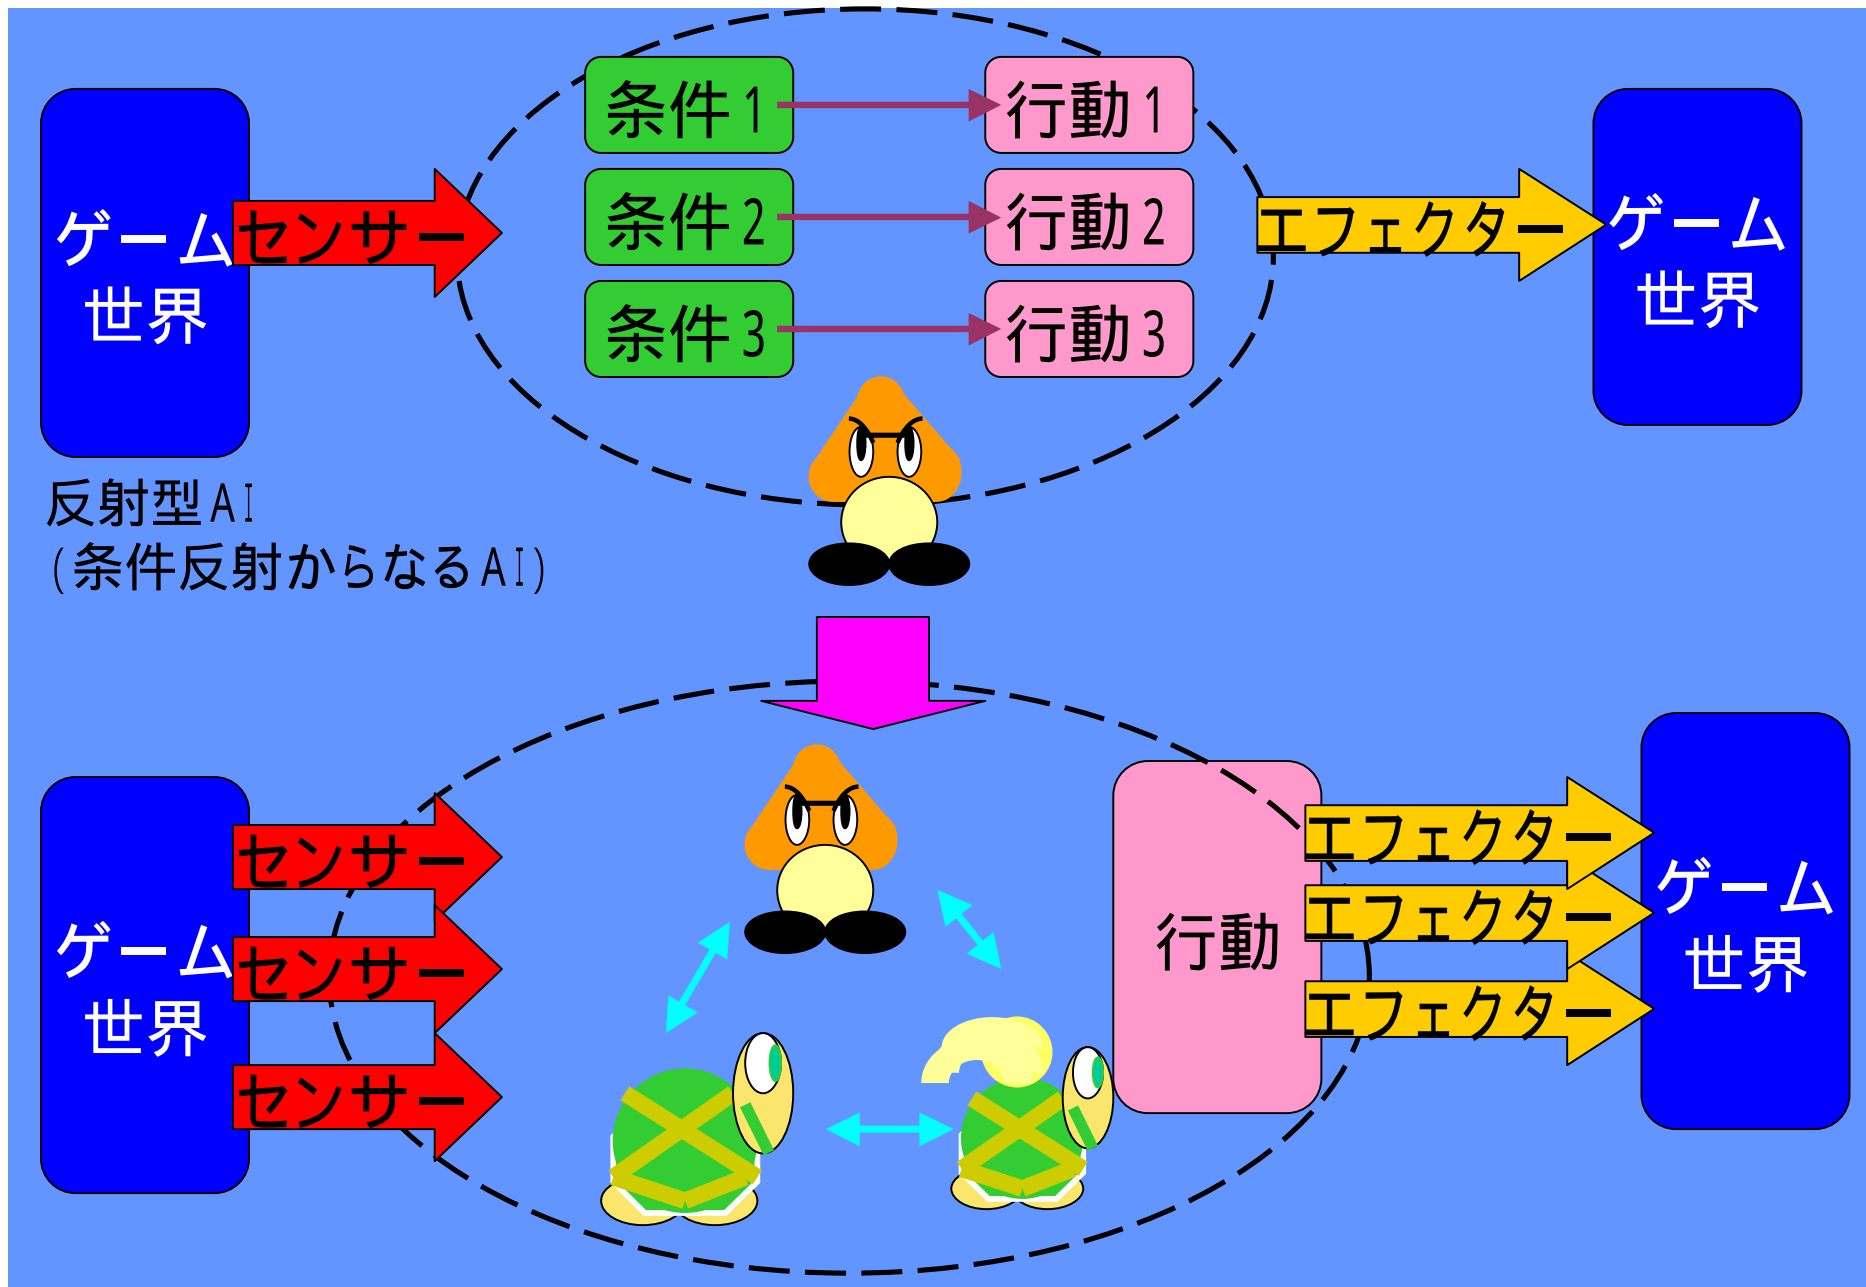 ゲーム
世界
センサー
条件1
行動1
条件2
行動2
条件3
行動3
エフェクター
ゲーム
世界
反射型AI
(条件反射からなるAI)
ゲーム
世界
センサー
センサー
センサー
行動
エフェクター
エフェクター
エフェクター
ゲーム
世界